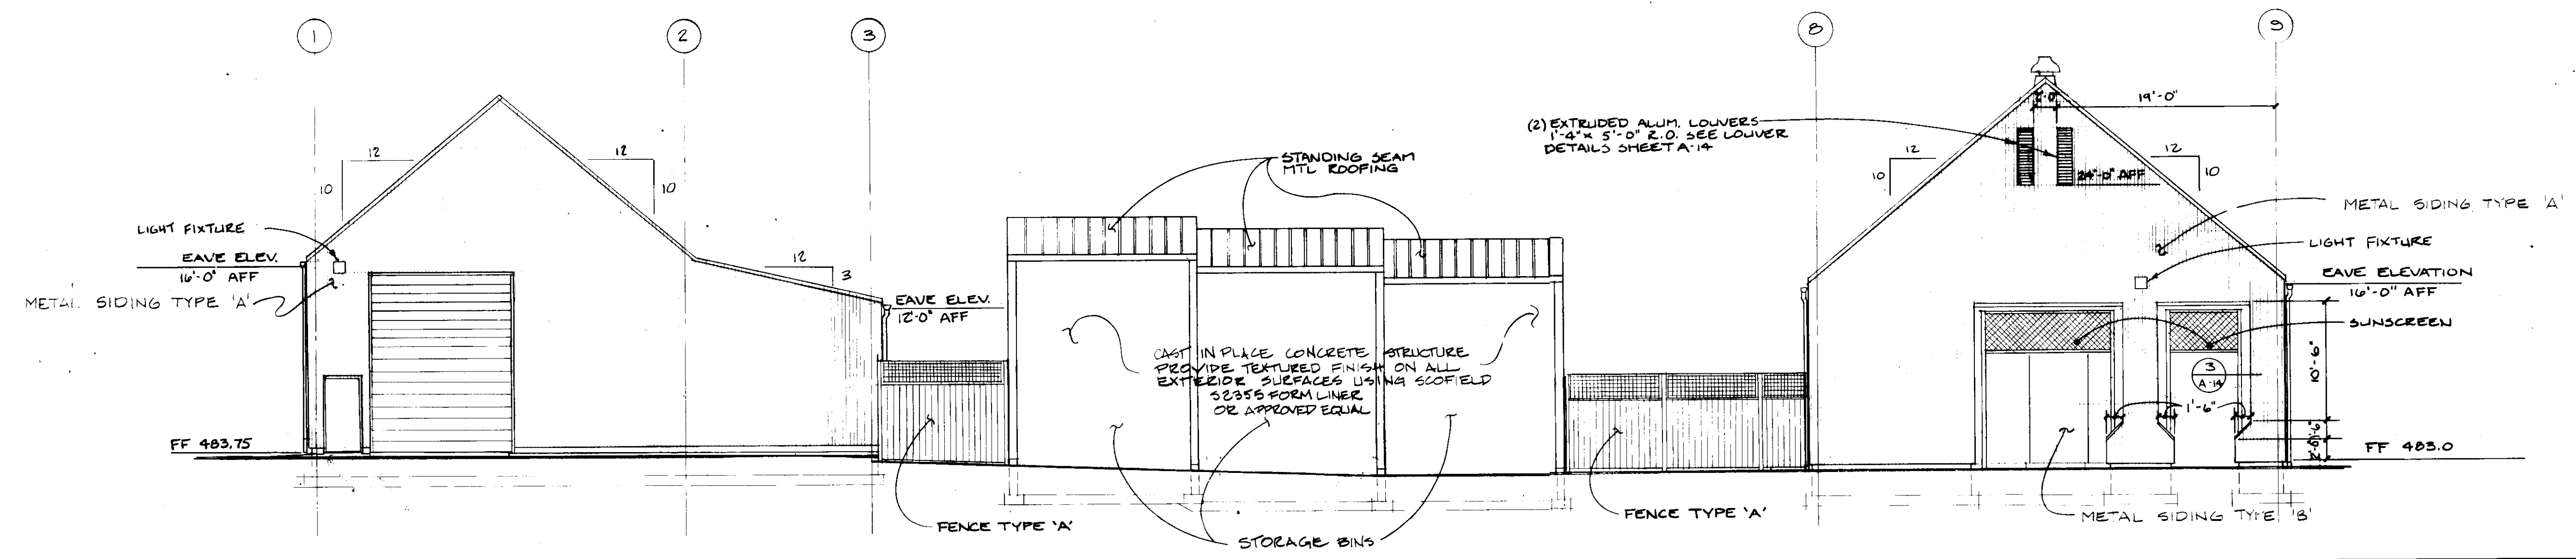 1
2
3
8
9
19'-0"
2'-0"
(2) EXTRUDED ALUM. LOUVERS
1'-4" x 5'-0" R.O. SEE LOUVER
DETAILS SHEET A-14
12
10
12
10
STANDING SEAM
MTL ROOFING
12
10
12
10
24'-0" AFF
METAL SIDING TYPE 'A'
LIGHT FIXTURE
EAVE ELEV.
16'-0" AFF
METAL SIDING TYPE 'A'
12
3
EAVE ELEV.
12'-0" AFF
LIGHT FIXTURE
EAVE ELEVATION
16'-0" AFF
SUNSCREEN
CAST IN PLACE CONCRETE STRUCTURE
PROVIDE TEXTURED FINISH ON ALL
EXTERIOR SURFACES USING SCOFIELD
S2355 FORM LINER
OR APPROVED EQUAL
3
A-14
10'-6"
1'-6"
FF 483.75
FF 483.0
FENCE TYPE 'A'
STORAGE BINS
FENCE TYPE 'A'
METAL SIDING TYPE 'B'